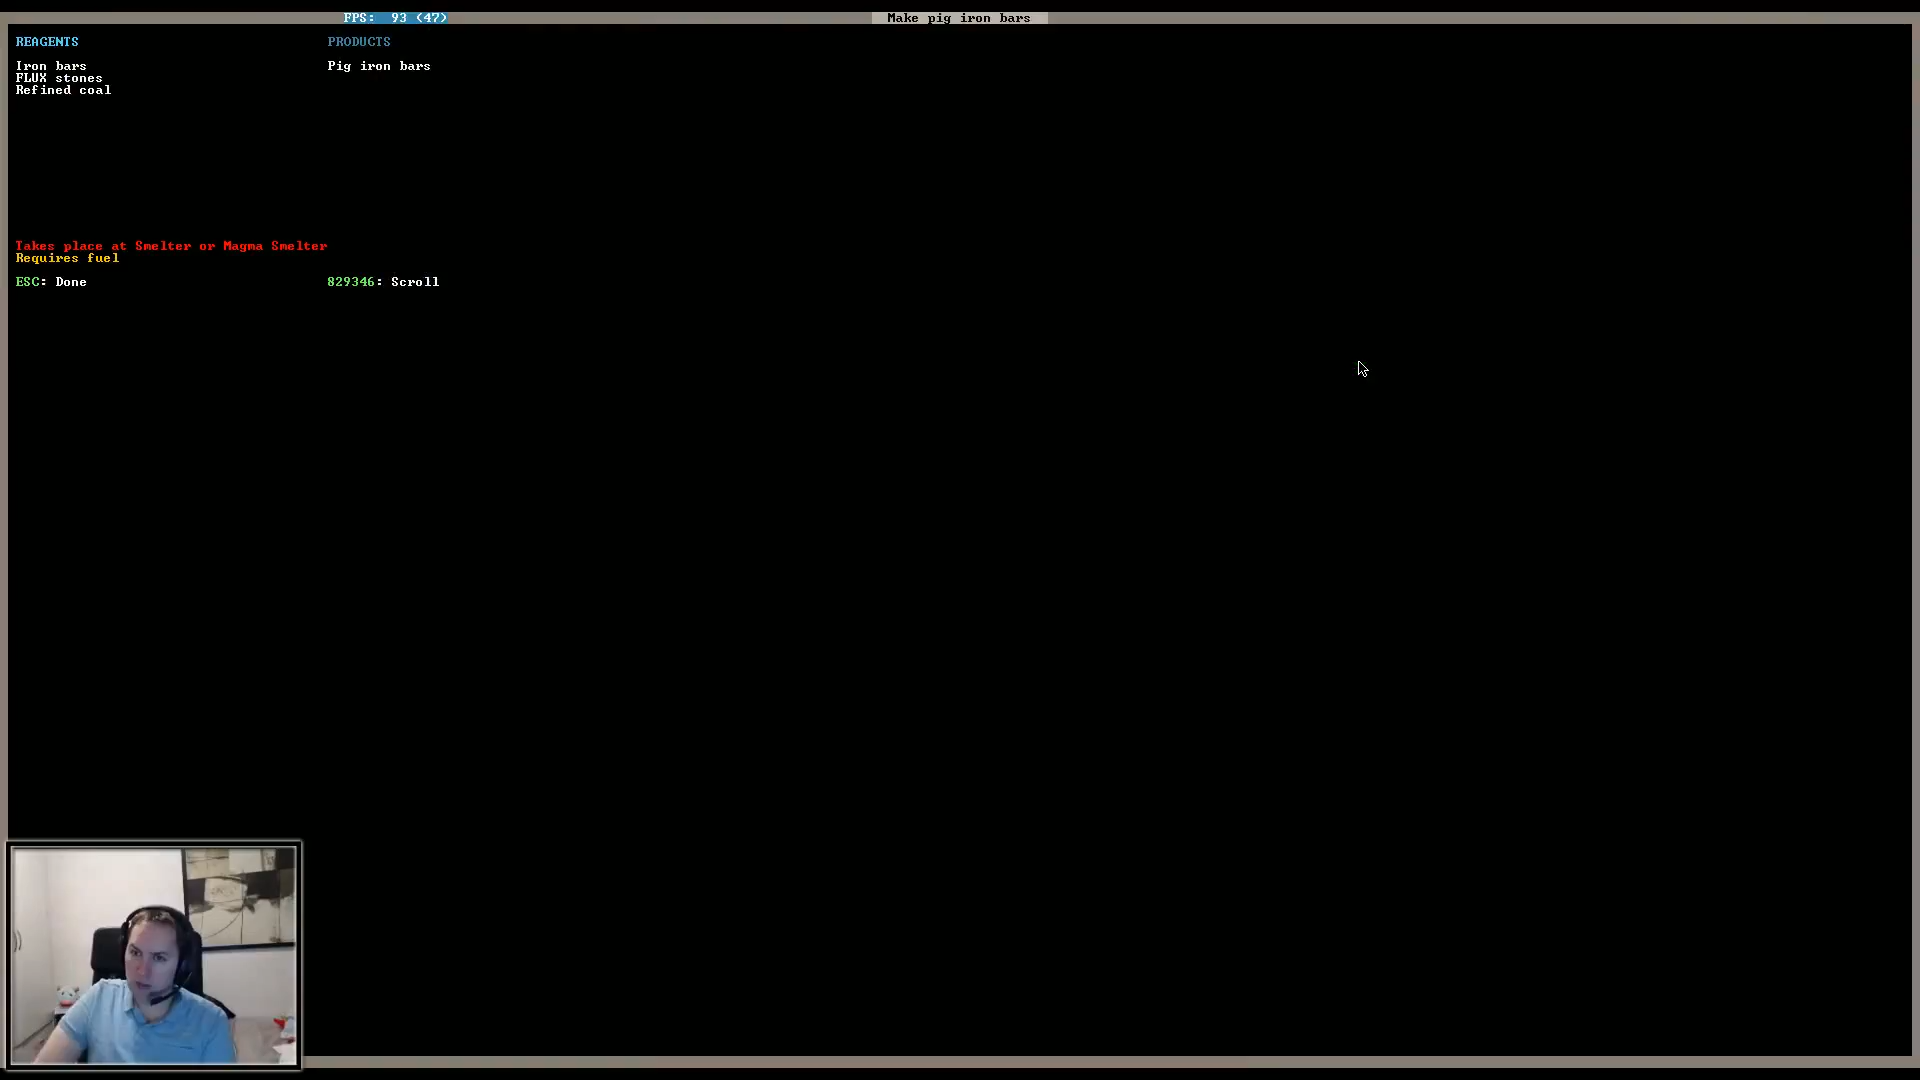 FPS: 93 (47)
Make pig iron bars
REAGENTS
PRODUCTS
Iron bars
Pig iron bars
FLUX stones
Refined coal
Takes place at Smelter or Magma Smelter
Requires fuel
ESC: Done
829346: Scroll